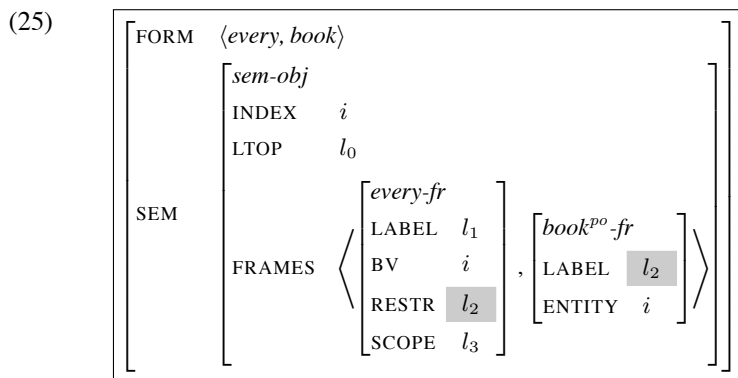 (25)
FORM ⟨every, book⟩
sem-obj
INDEX i
LTOP l0
SEM
FRAMES
every-fr
LABEL l1
BV i
RESTR l2
SCOPE l3
,
book^po-fr
LABEL l2
ENTITY i